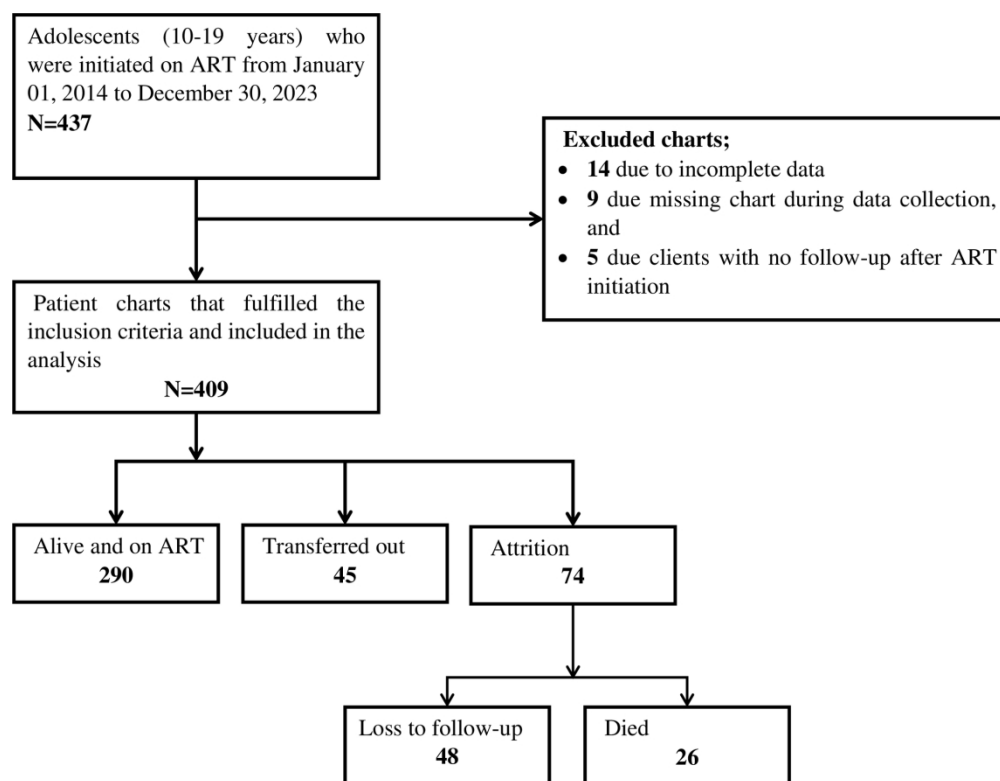 Adolescents (10-19 years) who
were initiated on ART from January
01, 2014 to December 30, 2023
N=437
Excluded charts;
• 14 due to incomplete data
• 9 due missing chart during data collection,
and
• 5 due clients with no follow-up after ART
initiation
Patient charts that fulfilled the
inclusion criteria and included in the
analysis
N=409
Alive and on ART
290
Transferred out
45
Attrition
74
Loss to follow-up
48
Died
26